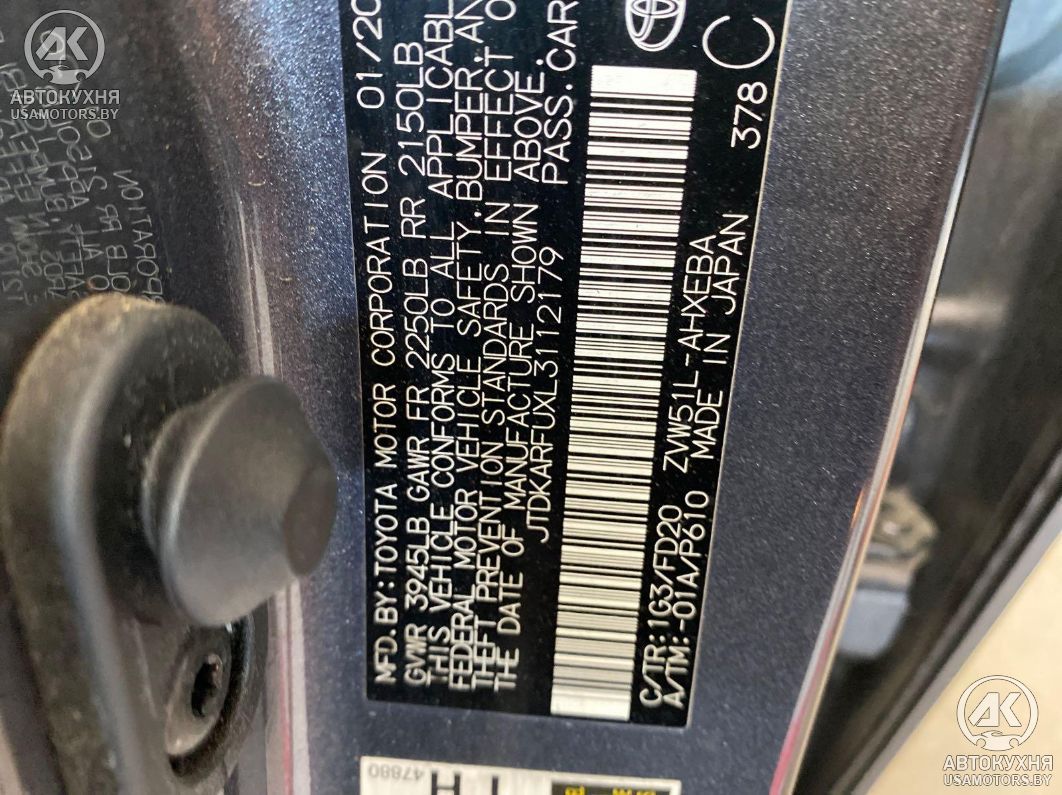 MFD. BY: TOYOTA MOTOR CORPORATION 01/20
GVWR 3945LB GAWR FR 2250LB RR 2150LB
THIS VEHICLE CONFORMS TO ALL APPLICABL
FEDERAL MOTOR VEHICLE SAFETY, BUMPER, AN
THEFT PREVENTION STANDARDS IN EFFECT O
THE DATE OF MANUFACTURE SHOWN ABOVE.
JTDKARFUXL3112179 PASS. CAR
C/TR: 1G3/FD20 ZVW51L-AHXEBA
A/TM: -01A/P610 MADE IN JAPAN 378 C
47880
АВТОКУХНЯ
USAMOTORS.BY
АВТОКУХНЯ
USAMOTORS.BY